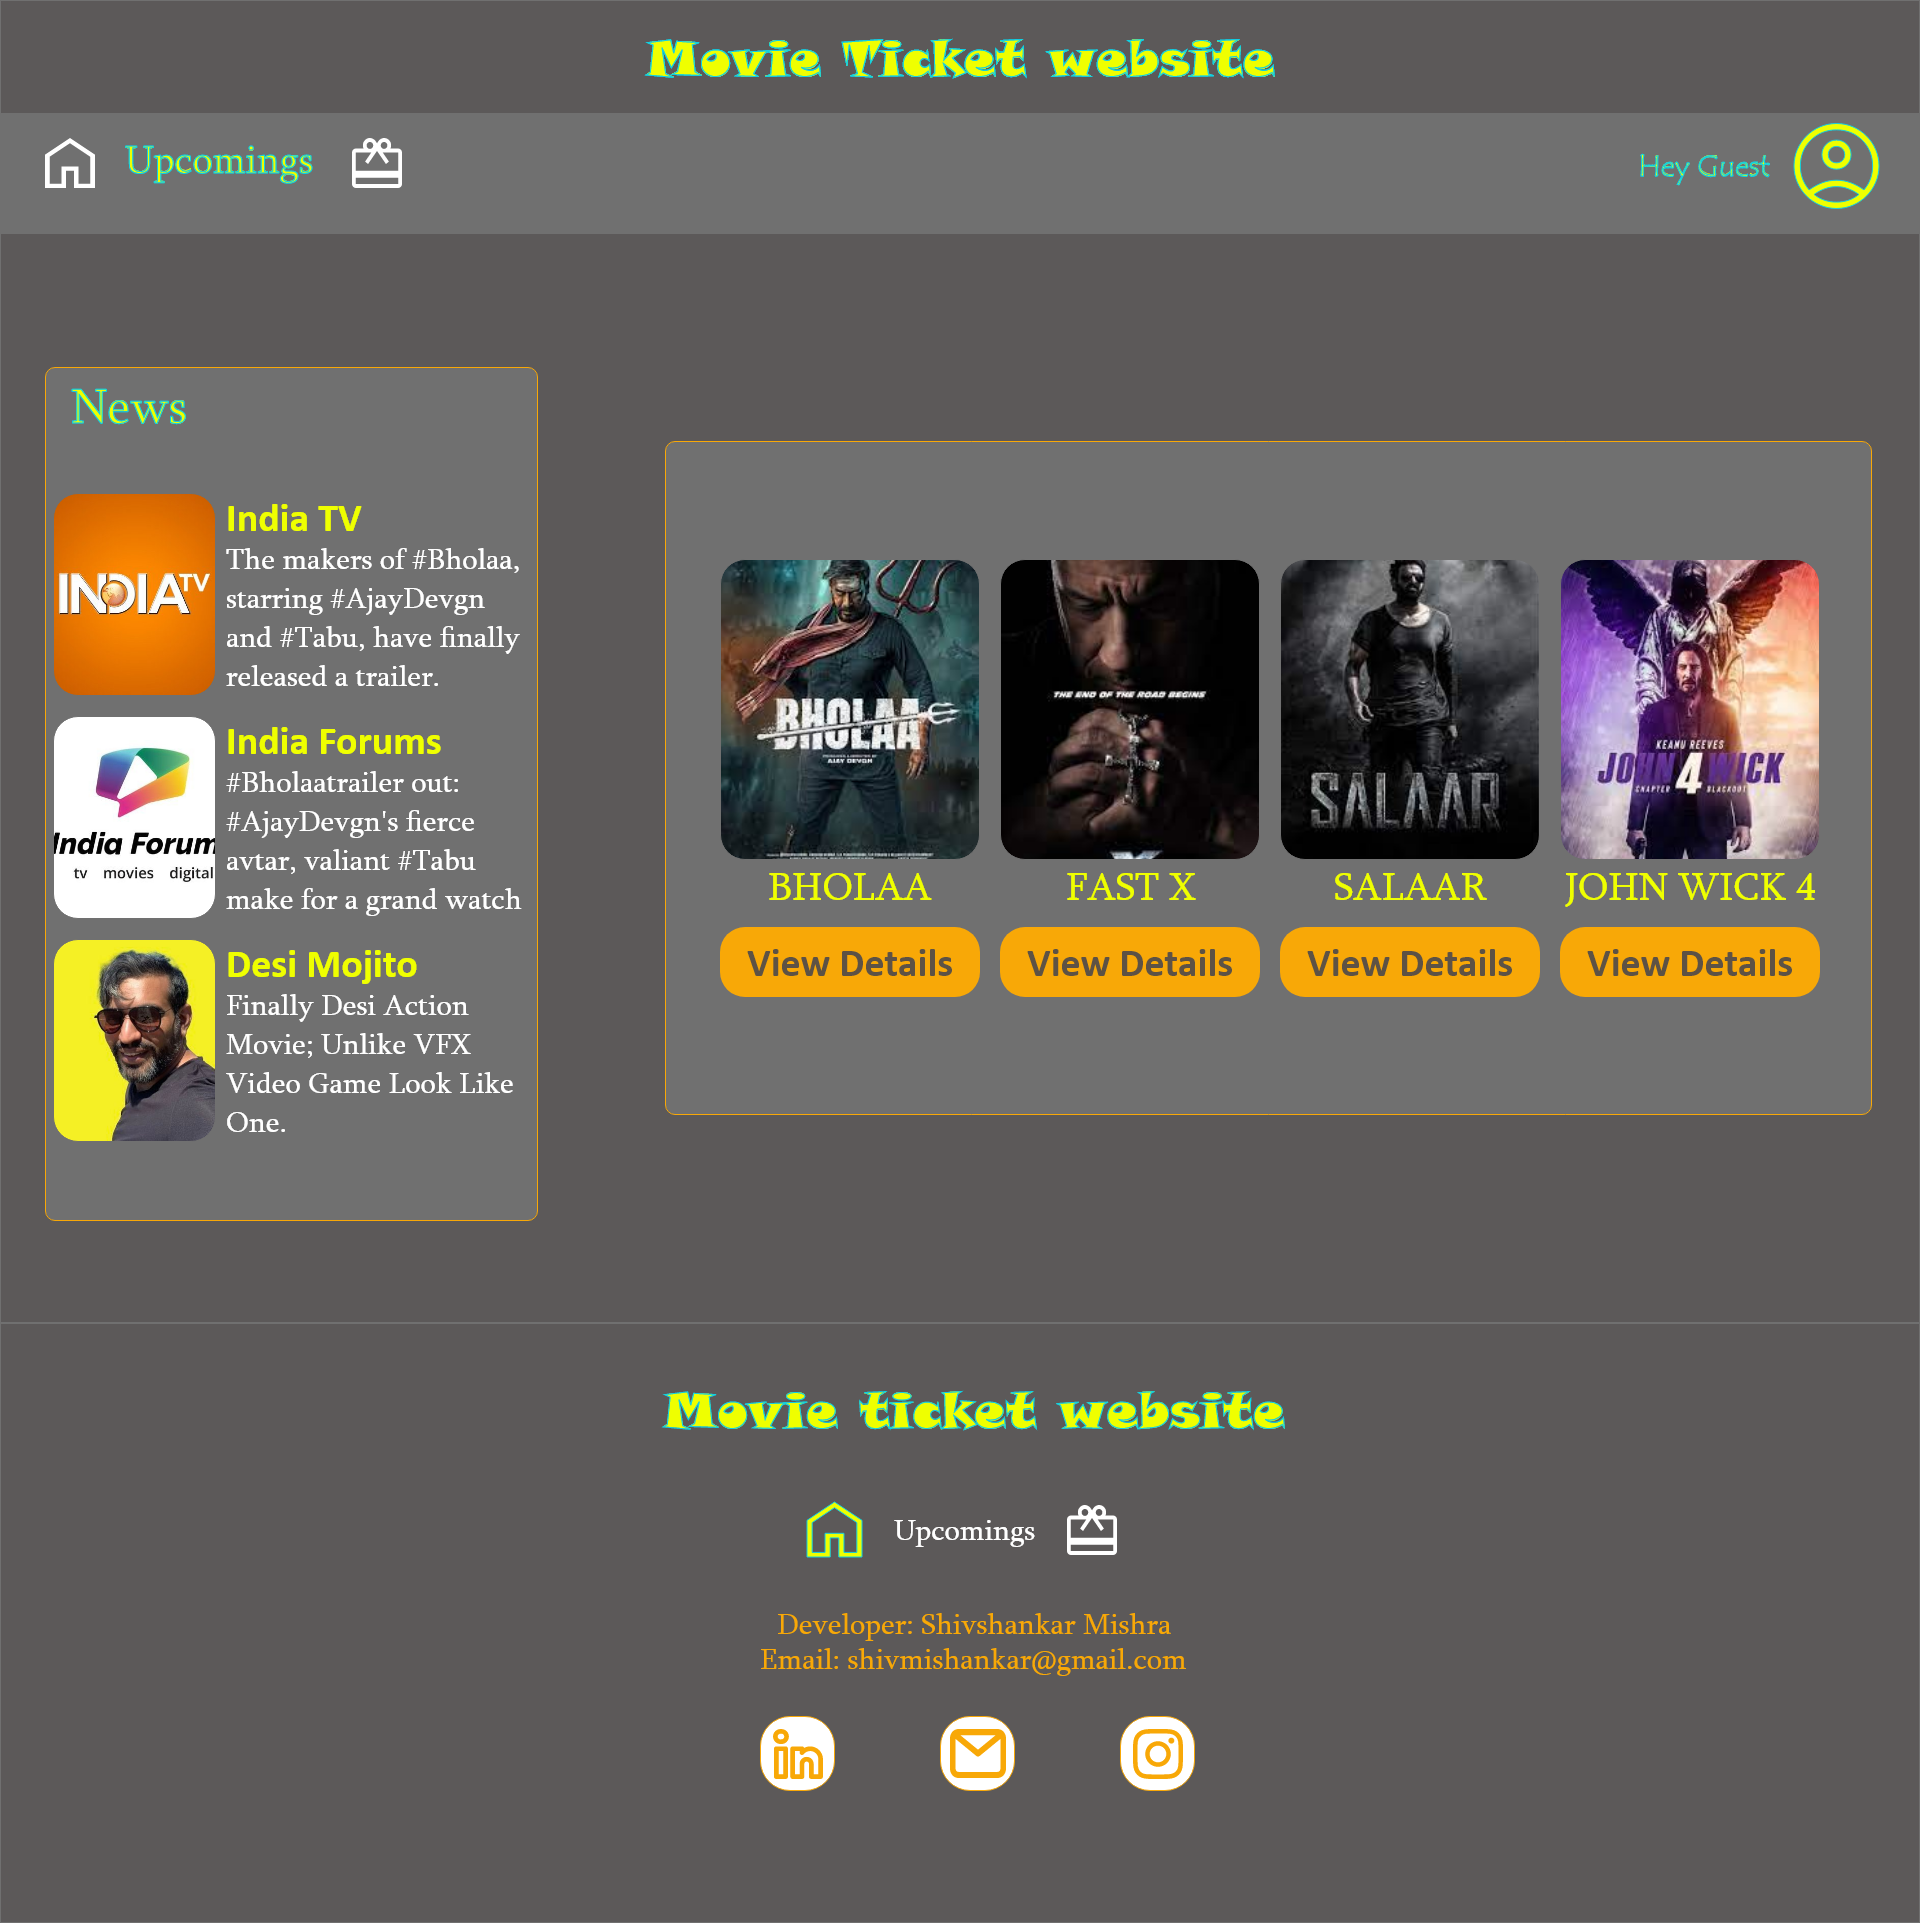 Movie Ticket website
Upcomings
Hey Guest
News
INDIA TV
India TV
The makers of #Bholaa,
starring #AjayDevgn
and #Tabu, have finally
released a trailer.
India Forum
tv movies digital
India Forums
#Bholaatrailer out:
#AjayDevgn's fierce
avtar, valiant #Tabu
make for a grand watch
Desi Mojito
Finally Desi Action
Movie; Unlike VFX
Video Game Look Like
One.
BHOLAA
AJAY DEVGN
BHOLAA
View Details
THE END OF THE ROAD BEGINS
FAST X
View Details
SALAAR
SALAAR
View Details
KEANU REEVES
JOHN 4 WICK
CHAPTER BLACKOUT
JOHN WICK 4
View Details
Movie ticket website
Upcomings
Developer: Shivshankar Mishra
Email: shivmishankar@gmail.com
in